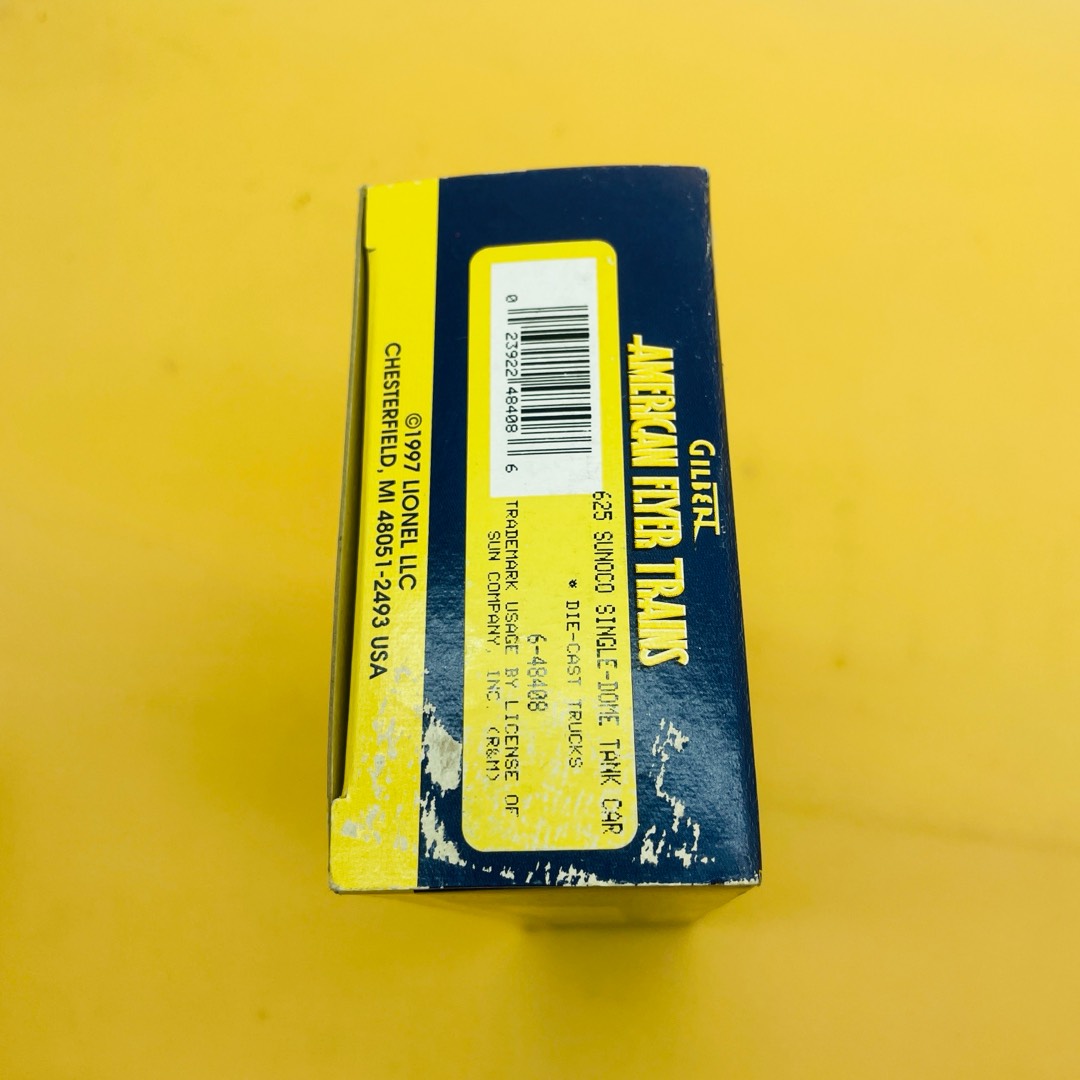 GILBERT
AMERICAN FLYER TRAINS
625 SUNOCO SINGLE-DOME TANK CAR
* DIE-CAST TRUCKS
6-48408
TRADEMARK USAGE BY LICENSE OF
SUN COMPANY, INC. (R&M)
0 23922 48408 6
©1997 LIONEL LLC
CHESTERFIELD, MI 48051-2493 USA